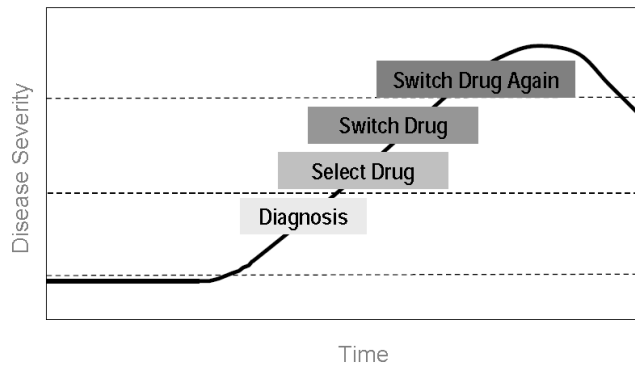 Switch Drug Again
Switch Drug
Select Drug
Diagnosis
Disease Severity
Time